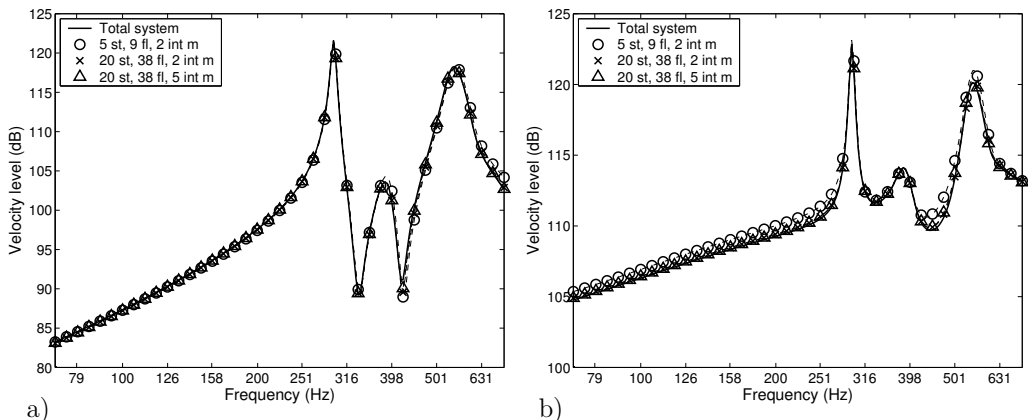 125
120
115
110
105
100
95
90
85
80
Velocity level (dB)
Total system
5 st, 9 fl, 2 int m
20 st, 38 fl, 2 int m
20 st, 38 fl, 5 int m
79 100 126 158 200 251 316 398 501 631
Frequency (Hz)
a)
125
120
115
110
105
100
Velocity level (dB)
Total system
5 st, 9 fl, 2 int m
20 st, 38 fl, 2 int m
20 st, 38 fl, 5 int m
79 100 126 158 200 251 316 398 501 631
Frequency (Hz)
b)